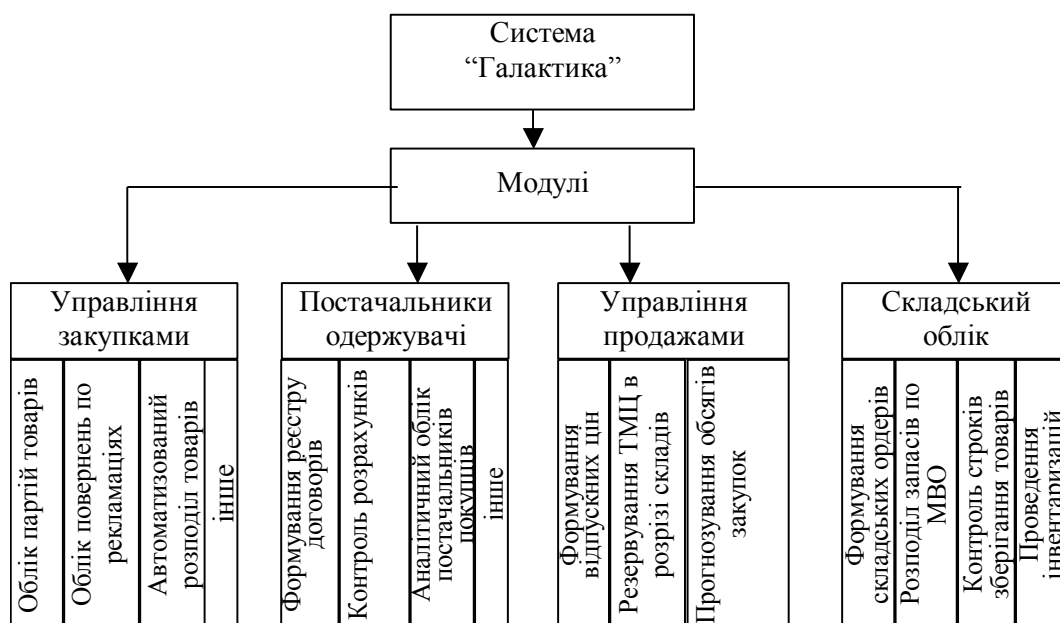 Система
“Галактика”
Модулі
Управління
закупками
Постачальники
одержувачі
Управління
продажами
Складський
облік
Облік партій товарів
Облік повернень по
рекламаціях
Автоматизований
розподіл товарів
інше
Формування реєстру
договорів
Контроль розрахунків
Аналітичний облік
постачальників
покупців
інше
Формування
відпускних цін
Резервування ТМЦ в
розрізі складів
Прогнозування обсягів
закупок
Формування
складських ордерів
Розподіл запасів по
МВО
Контроль строків
зберігання товарів
Проведення
інвентаризацій